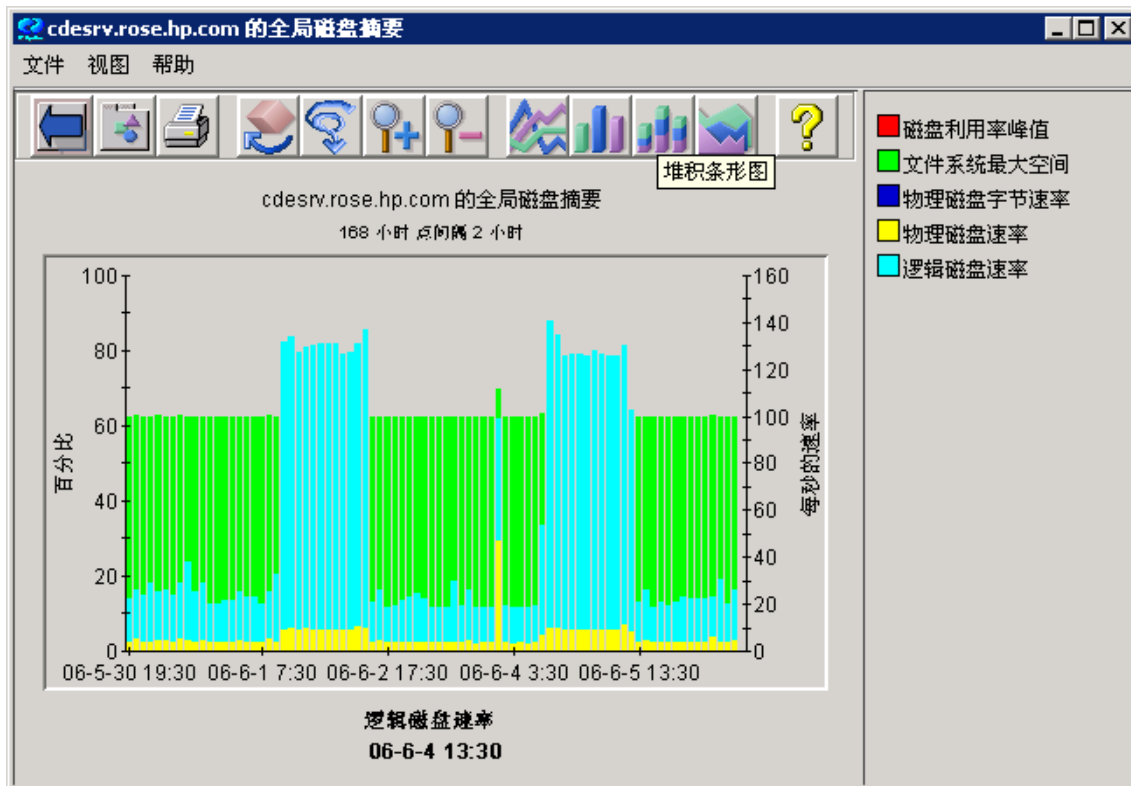 cdesrv.rose.hp.com 的全局磁盘摘要
文件 视图 帮助
堆积条形图
磁盘利用率峰值
文件系统最大空间
物理磁盘字节速率
物理磁盘速率
逻辑磁盘速率
cdesrv.rose.hp.com 的全局磁盘摘要
168 小时 点间隔 2 小时
100
80
60
40
20
0
百分比
160
140
120
100
80
60
40
20
0
每秒的速率
06-5-30 19:30 06-6-1 7:30 06-6-2 17:30 06-6-4 3:30 06-6-5 13:30
逻辑磁盘速率
06-6-4 13:30